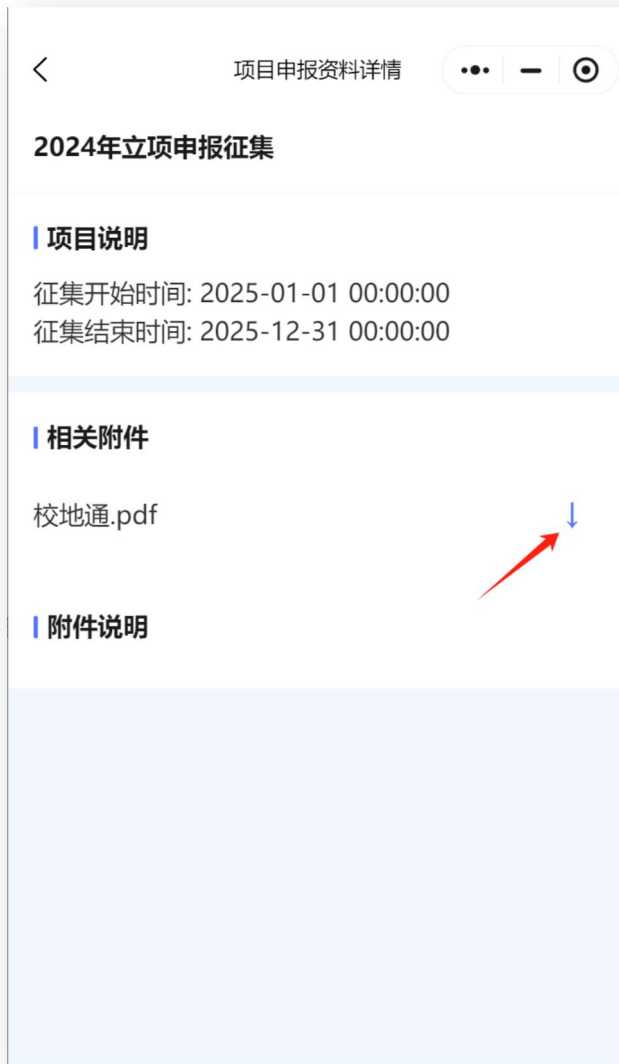 项目申报资料详情
2024年立项申报征集
项目说明
征集开始时间: 2025-01-01 00:00:00
征集结束时间: 2025-12-31 00:00:00
相关附件
校地通.pdf
附件说明